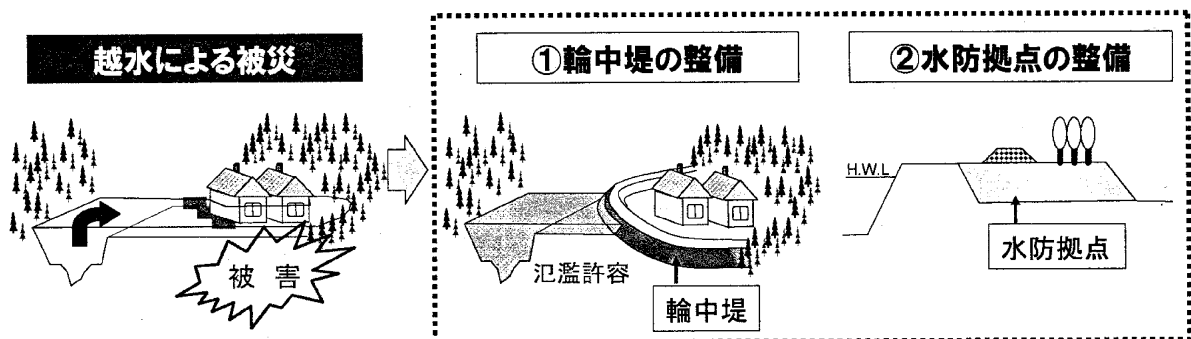 越水による被災
①輪中堤の整備
②水防拠点の整備
被害
氾濫許容
輪中堤
H.W.L.
水防拠点